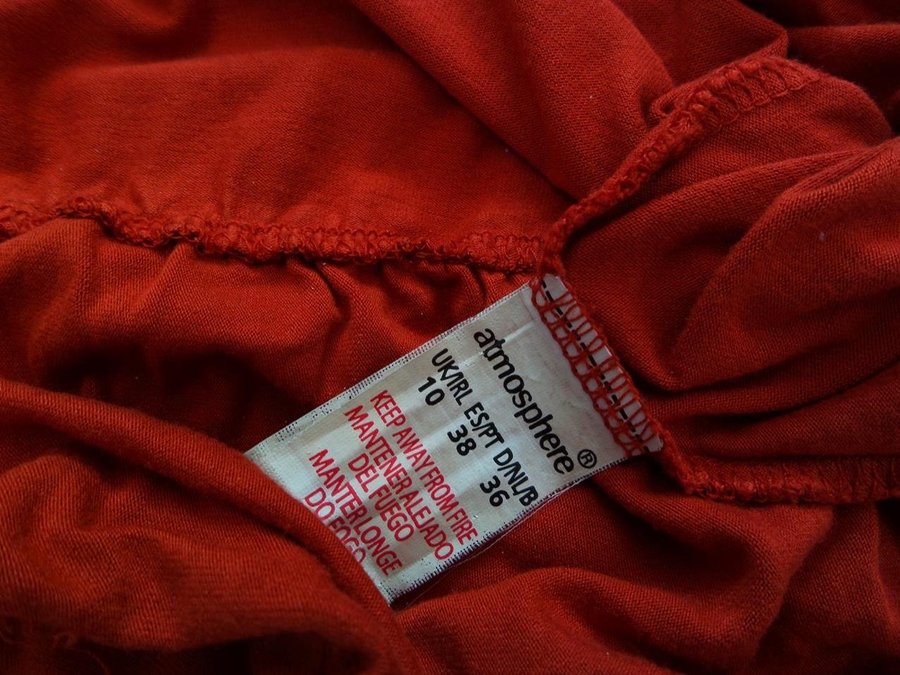 atmosphere®
UK/IRL ES/PT D/NL/B
10 38 36
KEEP AWAY FROM FIRE
MANTENER ALEJADO
DEL FUEGO
MANTER LONGE
DO FOGO